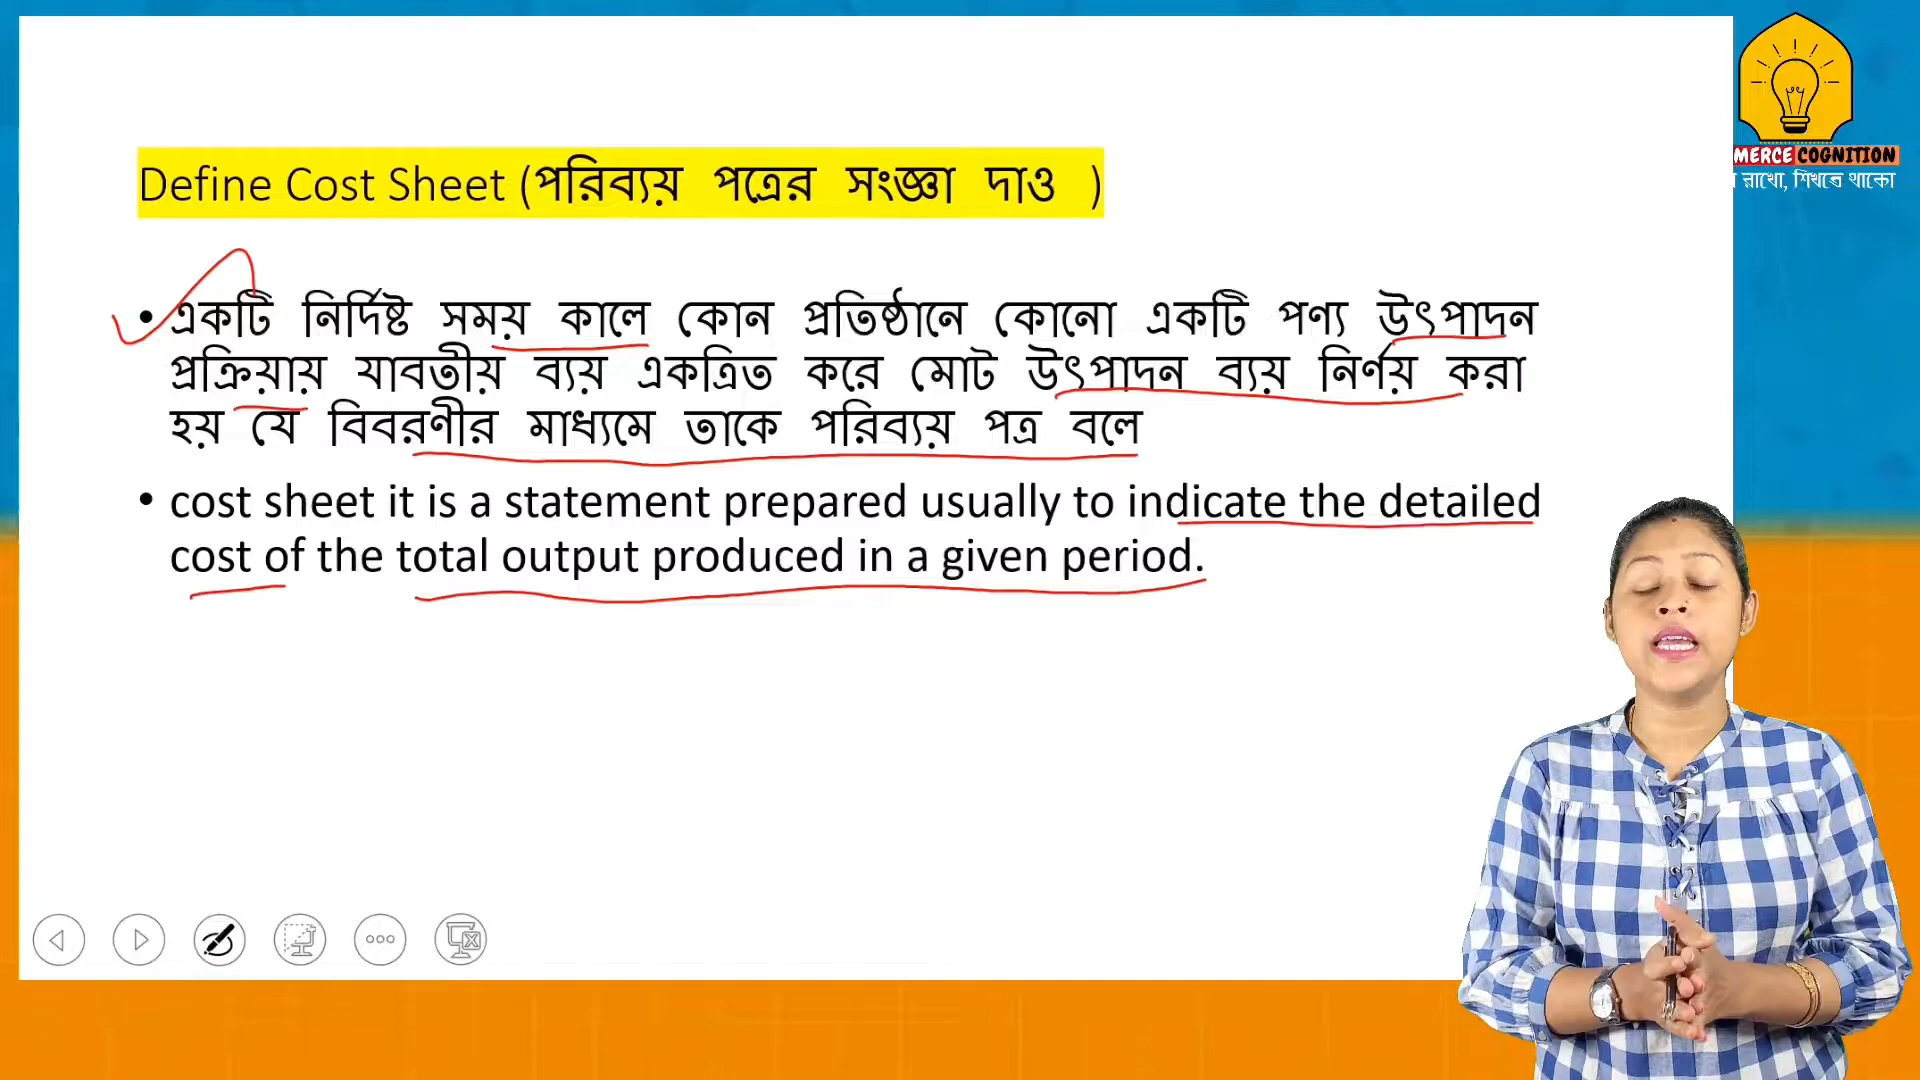 Define Cost Sheet (পরিব্যয় পত্রের সংজ্ঞা দাও )
• একটি নির্দিষ্ট সময় কালে কোন প্রতিষ্ঠানে কোনো একটি পণ্য উৎপাদন
প্রক্রিয়ায় যাবতীয় ব্যয় একত্রিত করে মোট উৎপাদন ব্যয় নির্ণয় করা
হয় যে বিবরণীর মাধ্যমে তাকে পরিব্যয় পত্র বলে
• cost sheet it is a statement prepared usually to indicate the detailed
cost of the total output produced in a given period.
MERCE COGNITION
রাখো, শিখতে থাকো